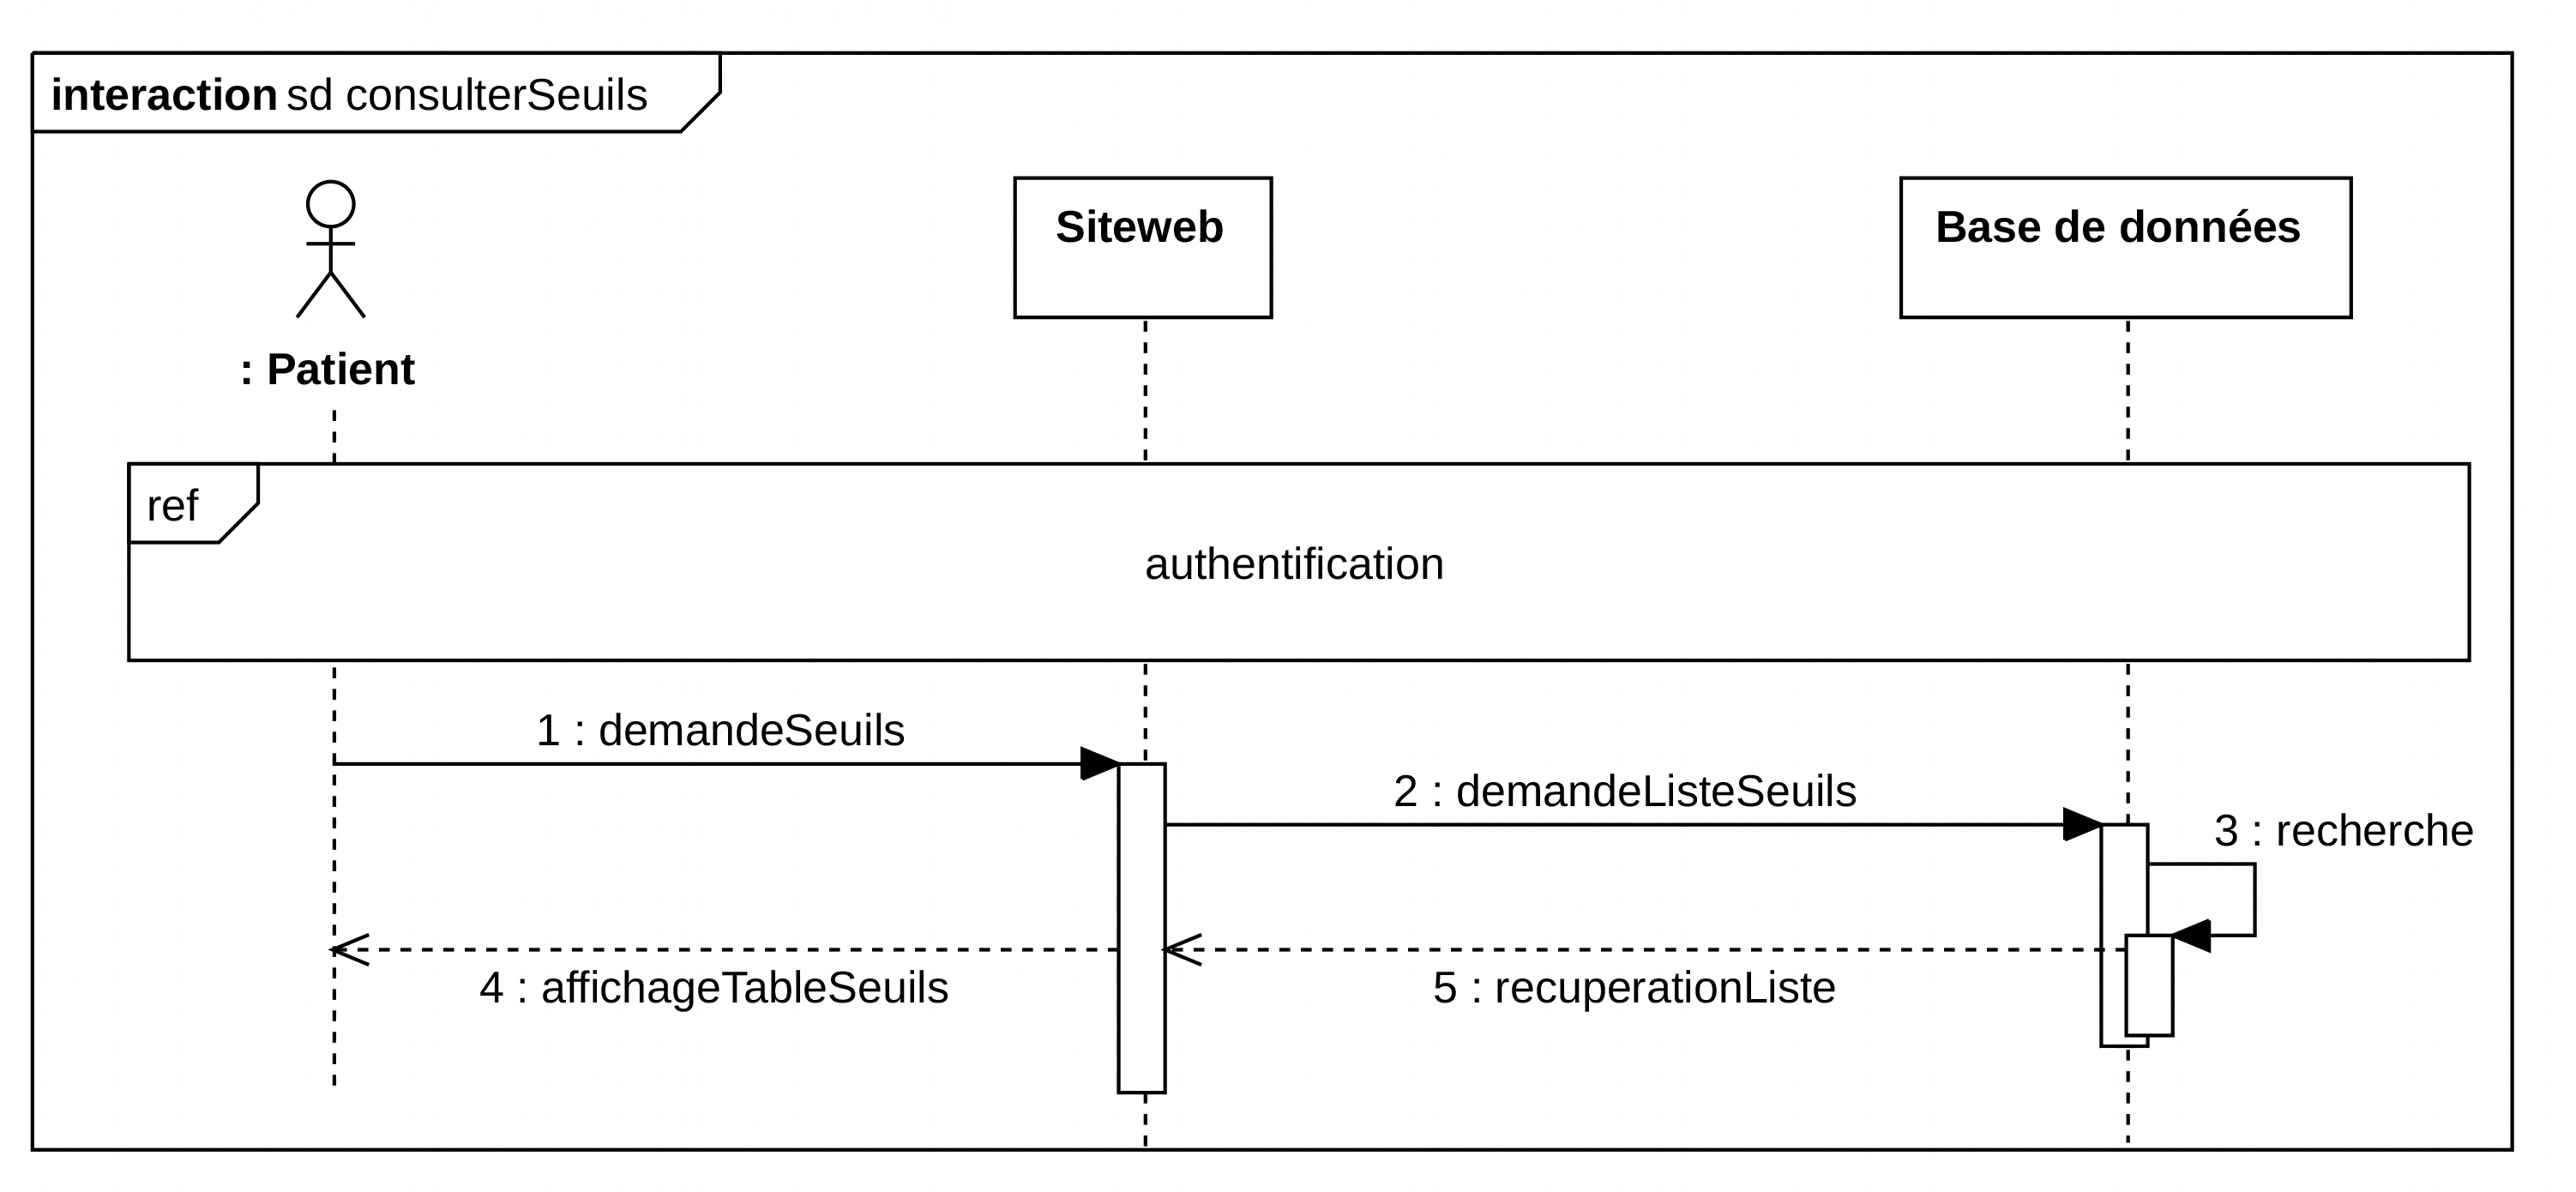 interaction sd consulterSeuils
Siteweb
Base de données
: Patient
ref
authentification
1 : demandeSeuils
2 : demandeListeSeuils
3 : recherche
4 : affichageTableSeuils
5 : recuperationListe